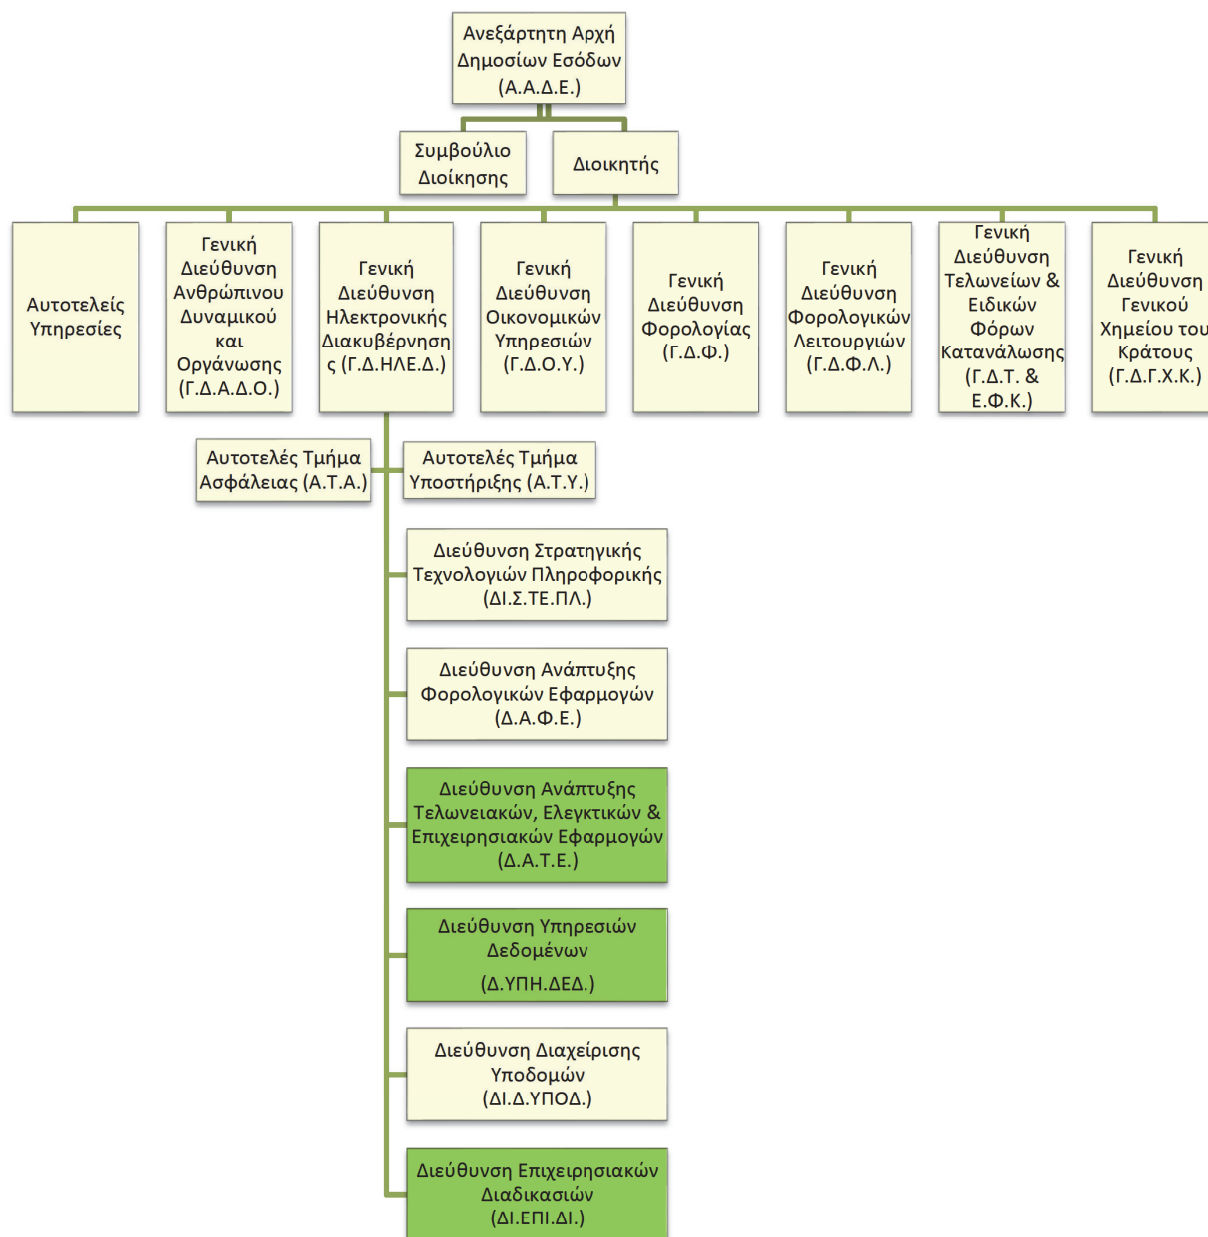 Ανεξάρτητη Αρχή
Δημοσίων Εσόδων
(Α.Α.Δ.Ε.)
Συμβούλιο
Διοίκησης
Διοικητής
Αυτοτελείς
Υπηρεσίες
Γενική
Διεύθυνση
Ανθρώπινου
Δυναμικού
και
Οργάνωσης
(Γ.Δ.Α.Δ.Ο.)
Γενική
Διεύθυνση
Ηλεκτρονικής
Διακυβέρνηση
ς (Γ.Δ.ΗΛΕ.Δ.)
Γενική
Διεύθυνση
Οικονομικών
Υπηρεσιών
(Γ.Δ.Ο.Υ.)
Γενική
Διεύθυνση
Φορολογίας
(Γ.Δ.Φ.)
Γενική
Διεύθυνση
Φορολογικών
Λειτουργιών
(Γ.Δ.Φ.Λ.)
Γενική
Διεύθυνση
Τελωνείων &
Ειδικών
Φόρων
Κατανάλωσης
(Γ.Δ.Τ. &
Ε.Φ.Κ.)
Γενική
Διεύθυνση
Γενικού
Χημείου του
Κράτους
(Γ.Δ.Γ.Χ.Κ.)
Αυτοτελές Τμήμα
Ασφάλειας (Α.Τ.Α.)
Αυτοτελές Τμήμα
Υποστήριξης (Α.Τ.Υ.)
Διεύθυνση Στρατηγικής
Τεχνολογιών Πληροφορικής
(ΔΙ.Σ.ΤΕ.ΠΛ.)
Διεύθυνση Ανάπτυξης
Φορολογικών Εφαρμογών
(Δ.Α.Φ.Ε.)
Διεύθυνση Ανάπτυξης
Τελωνειακών, Ελεγκτικών &
Επιχειρησιακών Εφαρμογών
(Δ.Α.Τ.Ε.)
Διεύθυνση Υπηρεσιών
Δεδομένων
(Δ.ΥΠΗ.ΔΕΔ.)
Διεύθυνση Διαχείρισης
Υποδομών
(ΔΙ.Δ.ΥΠΟΔ.)
Διεύθυνση Επιχειρησιακών
Διαδικασιών
(ΔΙ.ΕΠΙ.ΔΙ.)